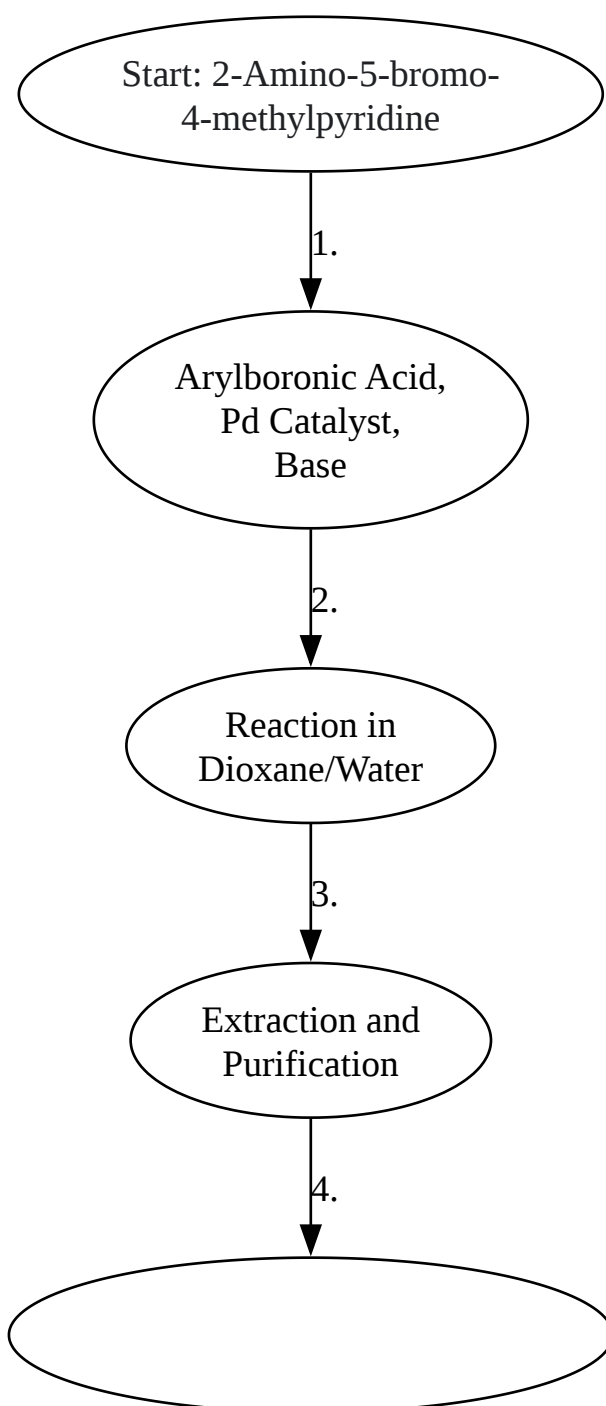 Start: 2-Amino-5-bromo-
4-methylpyridine
1.
Arylboronic Acid,
Pd Catalyst,
Base
2.
Reaction in
Dioxane/Water
3.
Extraction and
Purification
4.